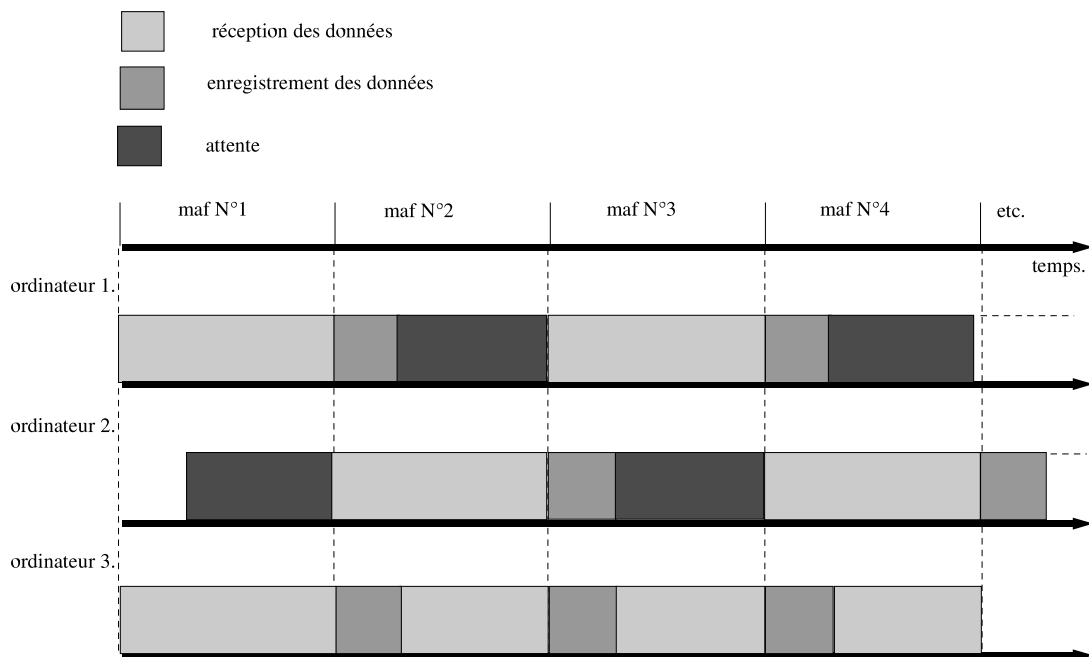 réception des données
enregistrement des données
attente
maf N°1 maf N°2 maf N°3 maf N°4 etc.
temps.
ordinateur 1.
ordinateur 2.
ordinateur 3.